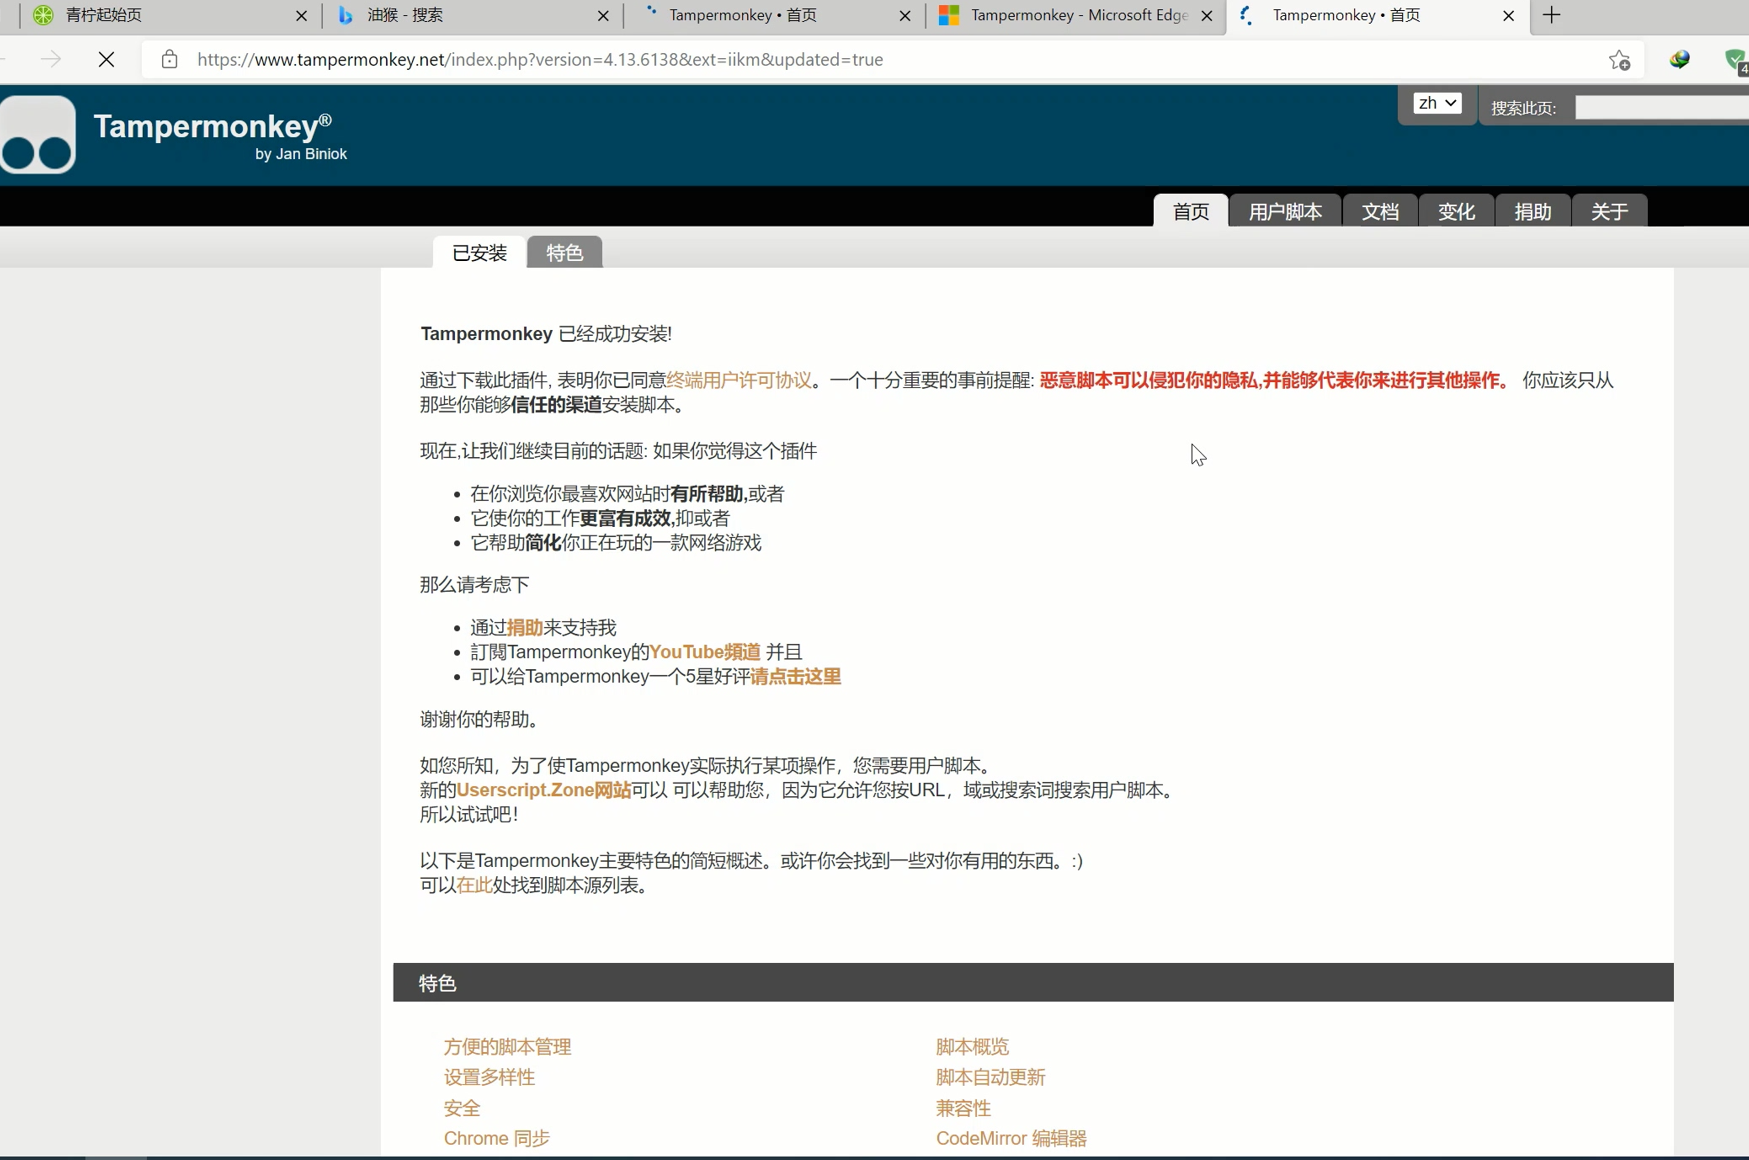 青柠起始页
油猴 - 搜索
Tampermonkey • 首页
Tampermonkey - Microsoft Edge
Tampermonkey • 首页
https://www.tampermonkey.net/index.php?version=4.13.6138&ext=iikm&updated=true
4
Tampermonkey®
by Jan Biniok
zh
搜索此页:
首页
用户脚本
文档
变化
捐助
关于
已安装
特色
Tampermonkey 已经成功安装!
通过下载此插件, 表明你已同意终端用户许可协议。一个十分重要的事前提醒: 恶意脚本可以侵犯你的隐私,并能够代表你来进行其他操作。 你应该只从
那些你能够信任的渠道安装脚本。
现在,让我们继续目前的话题: 如果你觉得这个插件
• 在你浏览你最喜欢网站时有所帮助,或者
• 它使你的工作更富有成效,抑或者
• 它帮助简化你正在玩的一款网络游戏
那么请考虑下
• 通过捐助来支持我
• 訂閱Tampermonkey的YouTube頻道 并且
• 可以给Tampermonkey一个5星好评请点击这里
谢谢你的帮助。
如您所知，为了使Tampermonkey实际执行某项操作，您需要用户脚本。
新的Userscript.Zone网站可以 可以帮助您，因为它允许您按URL，域或搜索词搜索用户脚本。
所以试试吧！
以下是Tampermonkey主要特色的简短概述。或许你会找到一些对你有用的东西。:)
可以在此处找到脚本源列表。
特色
方便的脚本管理
脚本概览
设置多样性
脚本自动更新
安全
兼容性
Chrome 同步
CodeMirror 编辑器